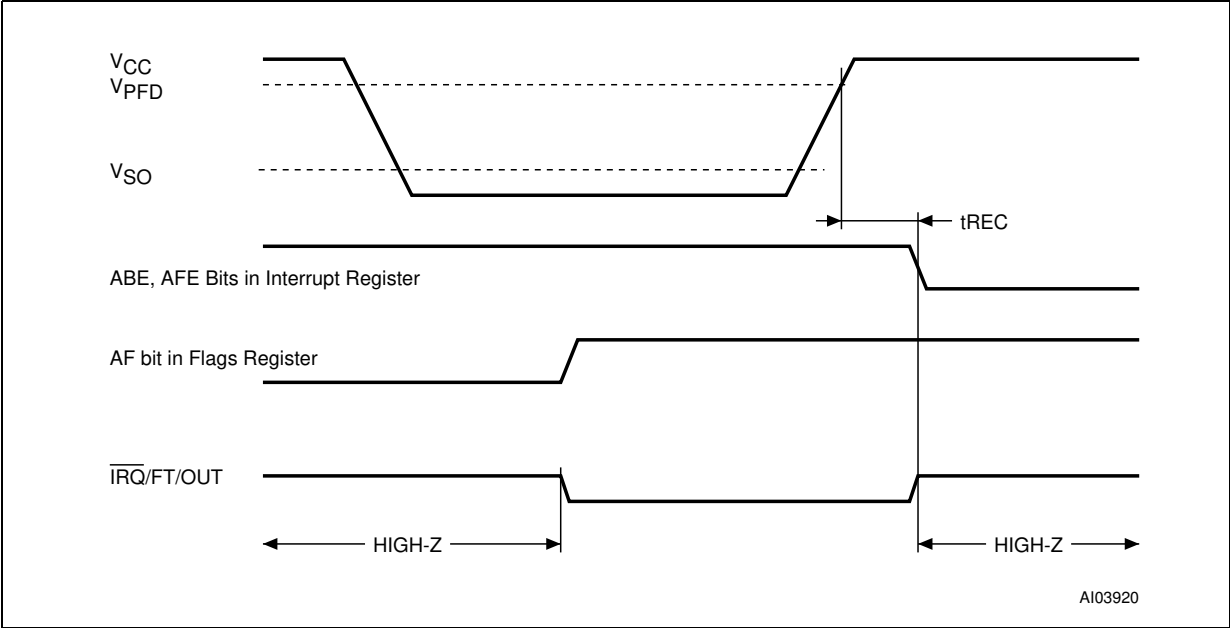 VCC
VPFD
VSO
tREC
ABE, AFE Bits in Interrupt Register
AF bit in Flags Register
IRQ/FT/OUT
HIGH-Z
HIGH-Z
AI03920